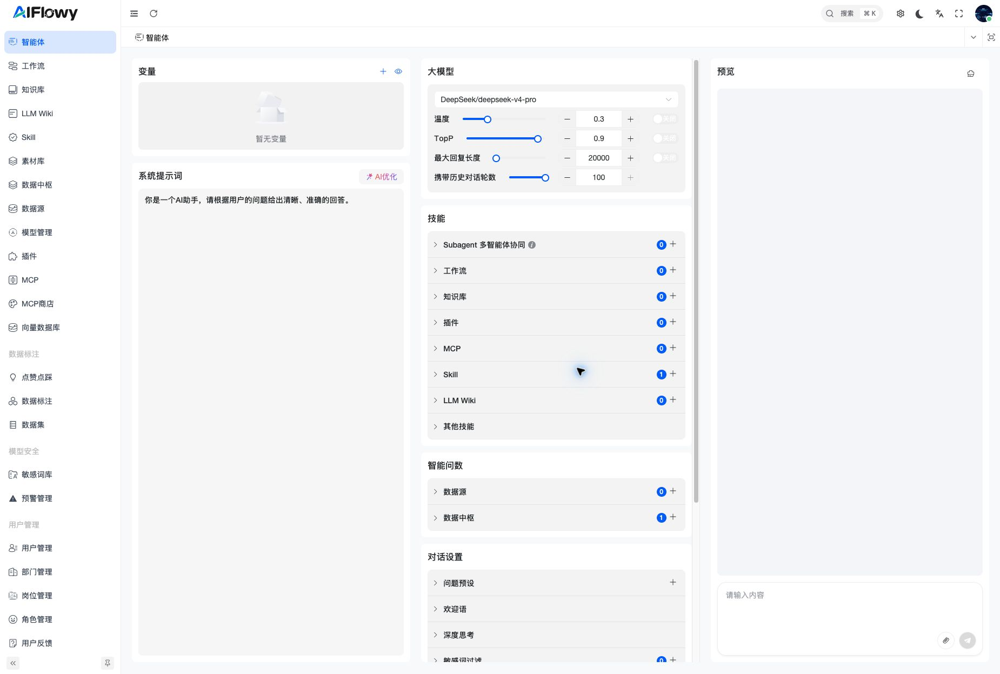 AIFlowy
搜索 ⌘ K
智能体
工作流
知识库
LLM Wiki
Skill
素材库
数据中枢
数据源
模型管理
插件
MCP
MCP商店
向量数据库
数据标注
点赞点踩
数据标注
数据集
模型安全
敏感词库
预警管理
用户管理
用户管理
部门管理
岗位管理
角色管理
用户反馈
智能体
变量
暂无变量
系统提示词
AI优化
你是一个AI助手，请根据用户的问题给出清晰、准确的回答。
大模型
DeepSeek/deepseek-v4-pro
温度 0.3 关闭
TopP 0.9 关闭
最大回复长度 20000 关闭
携带历史对话轮数 100
技能
Subagent 多智能体协同 0
工作流 0
知识库 0
插件 0
MCP 0
Skill 1
LLM Wiki 0
其他技能
智能问数
数据源 0
数据中枢 1
对话设置
问题预设
欢迎语
深度思考
敏感词过滤 0
预览
请输入内容